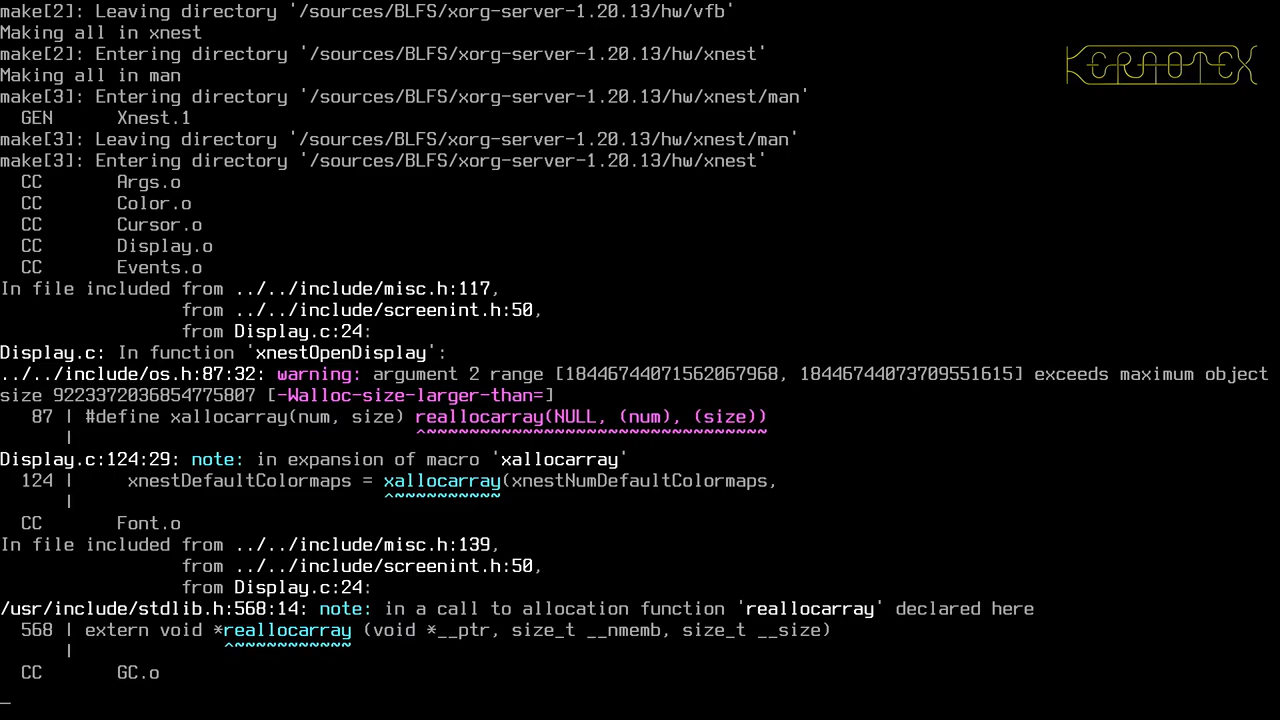 make[2]: Leaving directory '/sources/BLFS/xorg-server-1.20.13/hw/vfb'
Making all in xnest
make[2]: Entering directory '/sources/BLFS/xorg-server-1.20.13/hw/xnest'
KERNOTEX
Making all in man
make[3]: Entering directory '/sources/BLFS/xorg-server-1.20.13/hw/xnest/man'
  GEN      Xnest.1
make[3]: Leaving directory '/sources/BLFS/xorg-server-1.20.13/hw/xnest/man'
make[3]: Entering directory '/sources/BLFS/xorg-server-1.20.13/hw/xnest'
  CC       Args.o
  CC       Color.o
  CC       Cursor.o
  CC       Display.o
  CC       Events.o
In file included from ../../include/misc.h:117,
                 from ../../include/screenint.h:50,
                 from Display.c:24:
Display.c: In function 'xnestOpenDisplay':
../../include/os.h:87:32: warning: argument 2 range [18446744071562067968, 18446744073709551615] exceeds maximum object
size 9223372036854775807 [-Walloc-size-larger-than=]
   87 | #define xallocarray(num, size) reallocarray(NULL, (num), (size))
      |                                ^~~~~~~~~~~~~~~~~~~~~~~~~~~~~~~~~
Display.c:124:29: note: in expansion of macro 'xallocarray'
  124 |     xnestDefaultColormaps = xallocarray(xnestNumDefaultColormaps,
      |                             ^~~~~~~~~~~
  CC       Font.o
In file included from ../../include/misc.h:139,
                 from ../../include/screenint.h:50,
                 from Display.c:24:
/usr/include/stdlib.h:568:14: note: in a call to allocation function 'reallocarray' declared here
  568 | extern void *reallocarray (void *__ptr, size_t __nmemb, size_t __size)
      |              ^~~~~~~~~~~~
  CC       GC.o
_